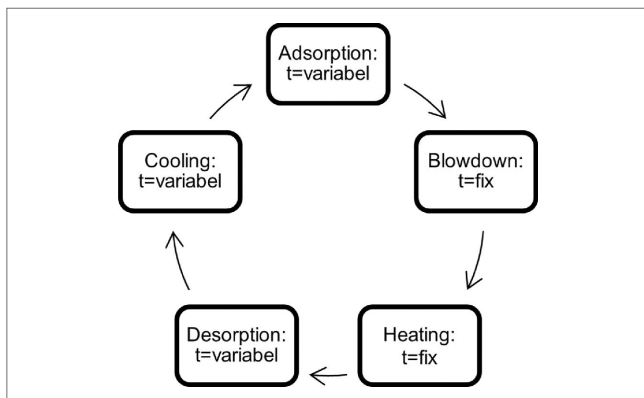 Adsorption:
t=variabel
Blowdown:
t=fix
Heating:
t=fix
Desorption:
t=variabel
Cooling:
t=variabel